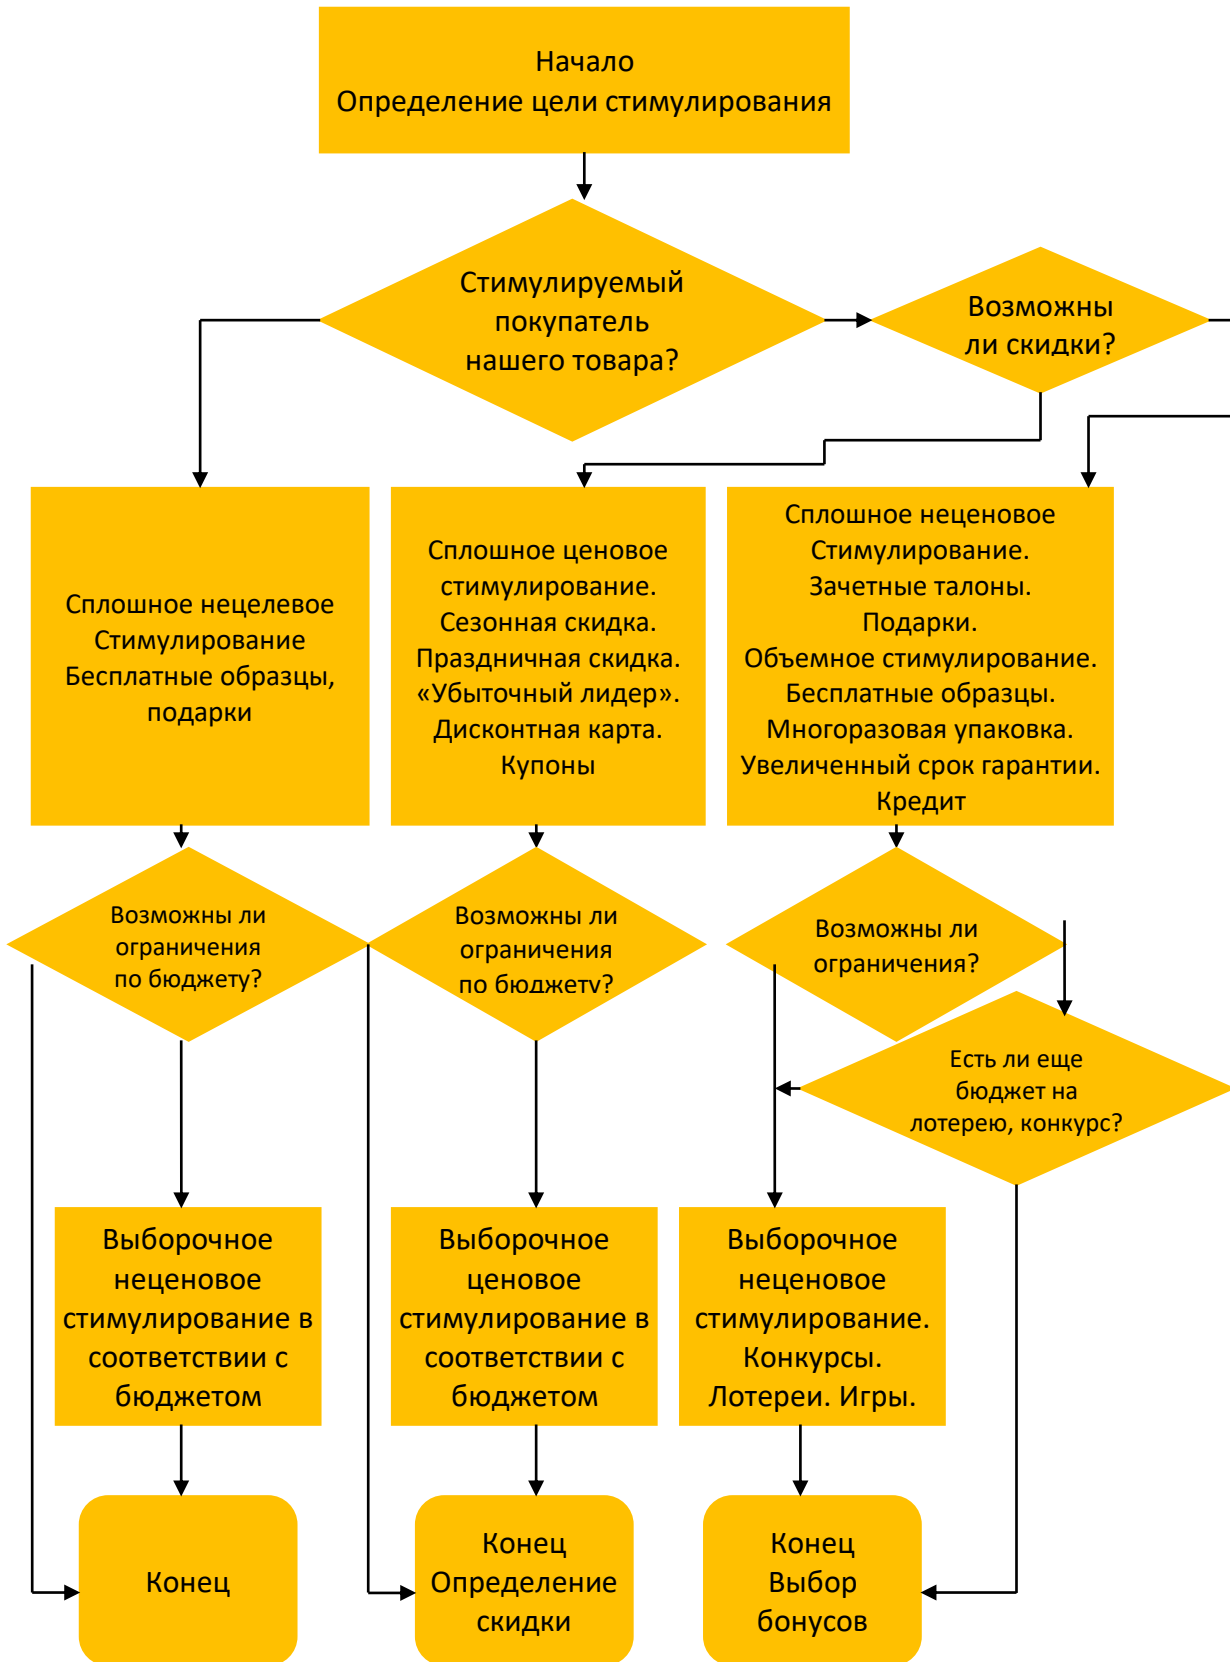 Начало
Определение цели стимулирования
Стимулируемый
покупатель
нашего товара?
Возможны
ли скидки?
Сплошное нецелевое
Стимулирование
Бесплатные образцы,
подарки
Сплошное ценовое
стимулирование.
Сезонная скидка.
Праздничная скидка.
«Убыточный лидер».
Дисконтная карта.
Купоны
Сплошное неценовое
Стимулирование.
Зачетные талоны.
Подарки.
Объемное стимулирование.
Бесплатные образцы.
Многоразовая упаковка.
Увеличенный срок гарантии.
Кредит
Возможны ли
ограничения
по бюджету?
Возможны ли
ограничения
по бюджету?
Возможны ли
ограничения?
Есть ли еще
бюджет на
лотерею, конкурс?
Выборочное
неценовое
стимулирование в
соответствии с
бюджетом
Выборочное
ценовое
стимулирование в
соответствии с
бюджетом
Выборочное
неценовое
стимулирование.
Конкурсы.
Лотереи. Игры.
Конец
Конец
Определение
скидки
Конец
Выбор
бонусов